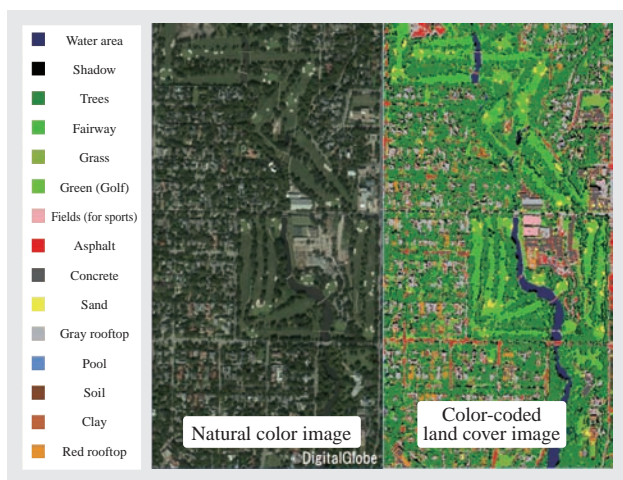 Water area
Shadow
Trees
Fairway
Grass
Green (Golf)
Fields (for sports)
Asphalt
Concrete
Sand
Gray rooftop
Pool
Soil
Clay
Red rooftop
Natural color image
©DigitalGlobe
Color-coded
land cover image